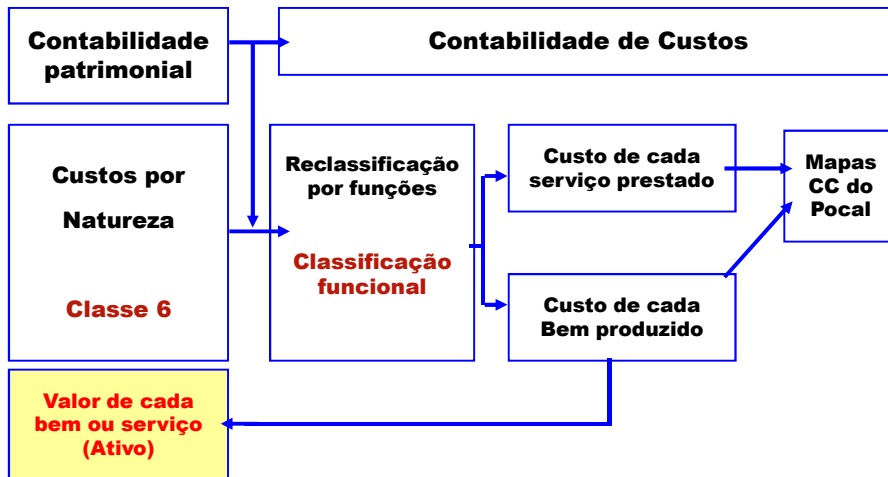 Contabilidade
patrimonial
Contabilidade de Custos
Custos por
Natureza
Classe 6
Reclassificação
por funções
Classificação
funcional
Custo de cada
serviço prestado
Custo de cada
Bem produzido
Mapas
CC do
Pocal
Valor de cada
bem ou serviço
(Ativo)